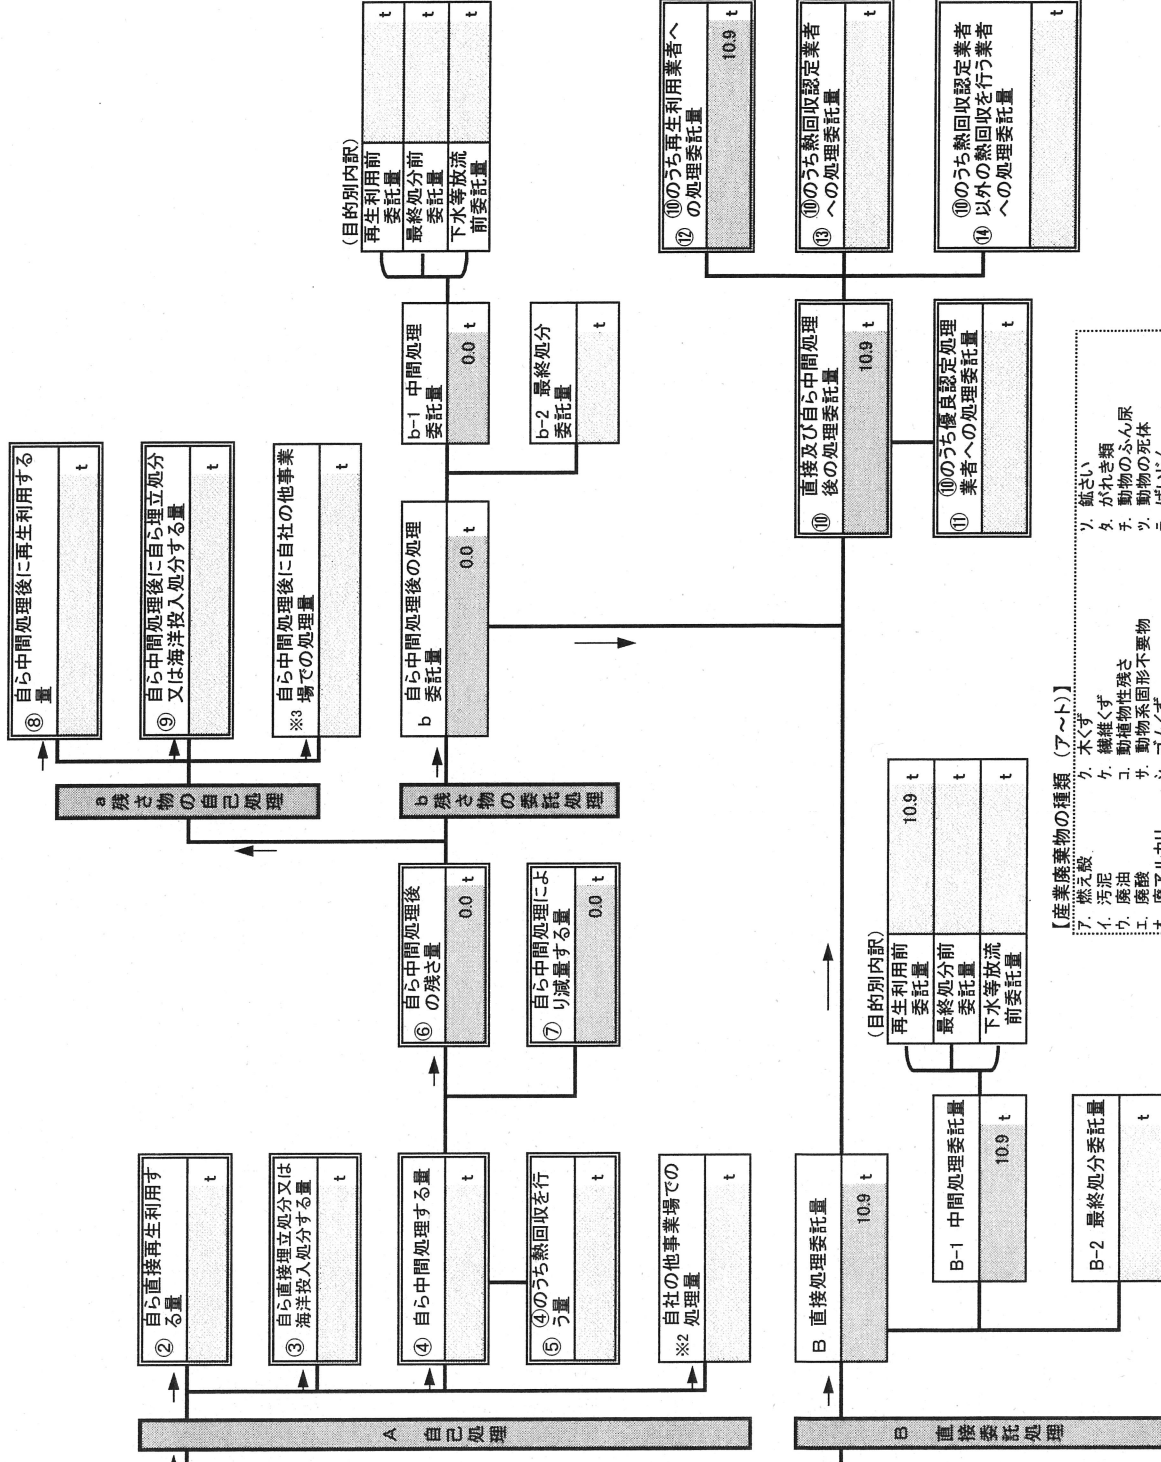 A 自己処理
② 自ら直接再生利用す
る量
t
③ 自ら直接埋立処分又は
海洋投入処分する量
t
④ 自ら中間処理する量
t
⑤ ④のうち熱回収を行
う量
t
※2 自社の他事業場での
処理量
t
⑥ 自ら中間処理後
の残さ量
0.0 t
⑦ 自ら中間処理によ
り減量する量
0.0 t
a 残さ物の自己処理
⑧ 自ら中間処理後に再生利用する
量
t
⑨ 自ら中間処理後に自ら埋立処分
又は海洋投入処分する量
t
※3 自ら中間処理後に自社の他事業
場での処理量
t
b 残さ物の委託処理
b 自ら中間処理後の処理
委託量
0.0 t
b-1 中間処理
委託量
0.0 t
b-2 最終処分
委託量
t
(目的別内訳)
再生利用前
委託量
t
最終処分前
委託量
t
下水等放流
前委託量
t
B 直接委託処理
B 直接処理委託量
10.9 t
B-1 中間処理委託量
10.9 t
B-2 最終処分委託量
t
(目的別内訳)
再生利用前
委託量
10.9 t
最終処分前
委託量
t
下水等放流
前委託量
t
⑩ 直接及び自ら中間処理
後の処理委託量
10.9 t
⑪ ⑩のうち優良認定処理
業者への処理委託量
t
⑫ ⑩のうち再生利用業者へ
の処理委託量
10.9 t
⑬ ⑩のうち熱回収認定業者
への処理委託量
t
⑭ ⑩のうち熱回収認定業者
以外の熱回収を行う業者
への処理委託量
t
【産業廃棄物の種類 (ア～ト)】
ア. 燃え殻
イ. 汚泥
ウ. 廃油
エ. 廃酸
ク. 木くず
ケ. 繊維くず
コ. 動植物性残さ
サ. 動物系固形不要物
ソ. 鉱さい
タ. がれき類
チ. 動物のふん尿
ツ. 動物の死体